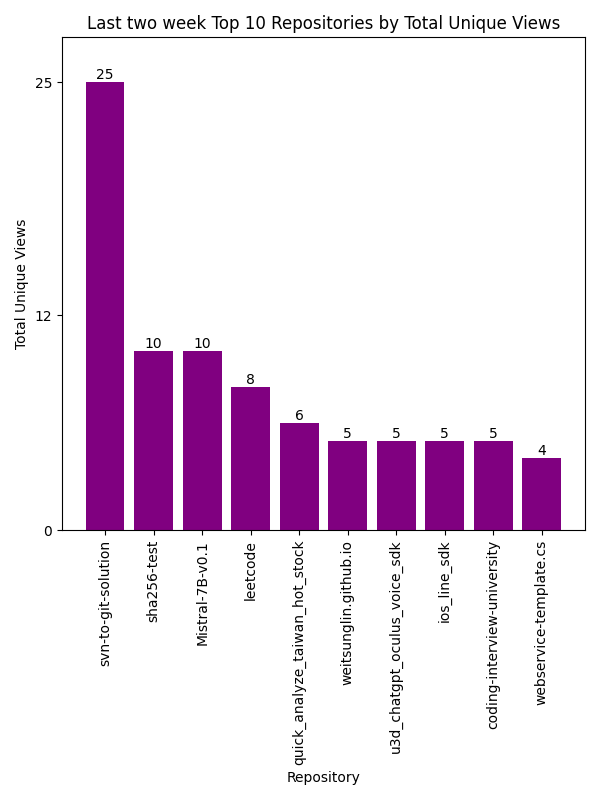 Last two week Top 10 Repositories by Total Unique Views
Total Unique Views
25
12
0
25
10
10
8
6
5
5
5
5
4
svn-to-git-solution
sha256-test
Mistral-7B-v0.1
leetcode
quick_analyze_taiwan_hot_stock
weitsunglin.github.io
u3d_chatgpt_oculus_voice_sdk
ios_line_sdk
coding-interview-university
webservice-template.cs
Repository